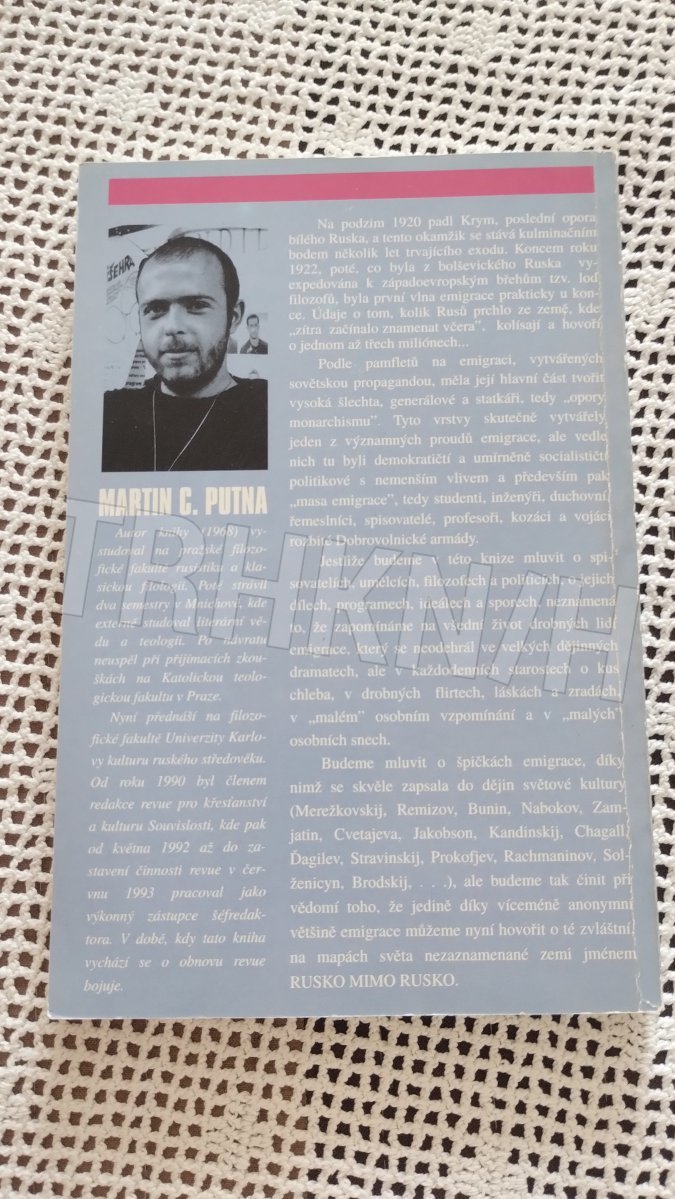 MARTIN C. PUTNA
Autor knihy (1968) vy-
studoval na pražské filozo-
fické fakultě rusistiku a kla-
sickou filologii. Poté strávil
dva semestry v Mnichově, kde
externě studoval literární vě-
du a teologii. Po návratu
neuspěl při přijímacích zkou-
škách na Katolickou teolo-
gickou fakultu v Praze.
Nyní přednáší na filozo-
fické fakultě Univerzity Karlo-
vy kulturu ruského středověku.
Od roku 1990 byl členem
redakce revue pro křesťanství
a kulturu Souvislosti, kde pak
od května 1992 až do za-
stavení činnosti revue v čer-
vnu 1993 pracoval jako
výkonný zástupce šéfredak-
tora. V době, kdy tato kniha
vychází se o obnovu revue
bojuje.
Na podzim 1920 padl Krym, poslední opora
bílého Ruska, a tento okamžik se stává kulminačním
bodem několik let trvajícího exodu. Koncem roku
1922, poté, co byla z bolševického Ruska vy-
expedována k západoevropským břehům tzv. loď
filozofů, byla první vlna emigrace prakticky u kon-
ce. Údaje o tom, kolik Rusů prchlo ze země, kde
„zítra začínalo znamenat včera", kolísají a hovoří
o jednom až třech miliónech...
Podle pamfletů na emigraci, vytvářených
sovětskou propagandou, měla její hlavní část tvořit
vysoká šlechta, generálové a statkáři, tedy „opory
monarchismu". Tyto vrstvy skutečně vytvářely
jeden z významných proudů emigrace, ale vedle
nich tu byli demokratičtí a umírněně socialističtí
politikové s nemenším vlivem a především pak
„masa emigrace", tedy studenti, inženýři, duchovní,
řemeslníci, spisovatelé, profesoři, kozáci a vojáci
rozbité Dobrovolnické armády.
Jestliže budeme v této knize mluvit o spi-
sovatelích, umělcích, filozofech a politicích, o jejich
dílech, programech, ideálech a sporech, neznamená
to, že zapomínáme na všední život drobných lidí
emigrace, který se neodehrál ve velkých dějinných
dramatech, ale v každodenních starostech o kus
chleba, v drobných flirtech, láskách a zradách,
v „malém" osobním vzpomínání a v „malých"
osobních snech.
Budeme mluvit o špičkách emigrace, díky
nimž se skvěle zapsala do dějin světové kultury
(Merežkovskij, Remizov, Bunin, Nabokov, Zam-
jatin, Cvetajeva, Jakobson, Kandinskij, Chagall,
Ďagilev, Stravinskij, Prokofjev, Rachmaninov, Sol-
ženicyn, Brodskij, . . .), ale budeme tak činit při
vědomí toho, že jedině díky víceméně anonymní
většině emigrace můžeme nyní hovořit o té zvláštní,
na mapách světa nezaznamenané zemi jménem
RUSKO MIMO RUSKO.
TRHKNIH